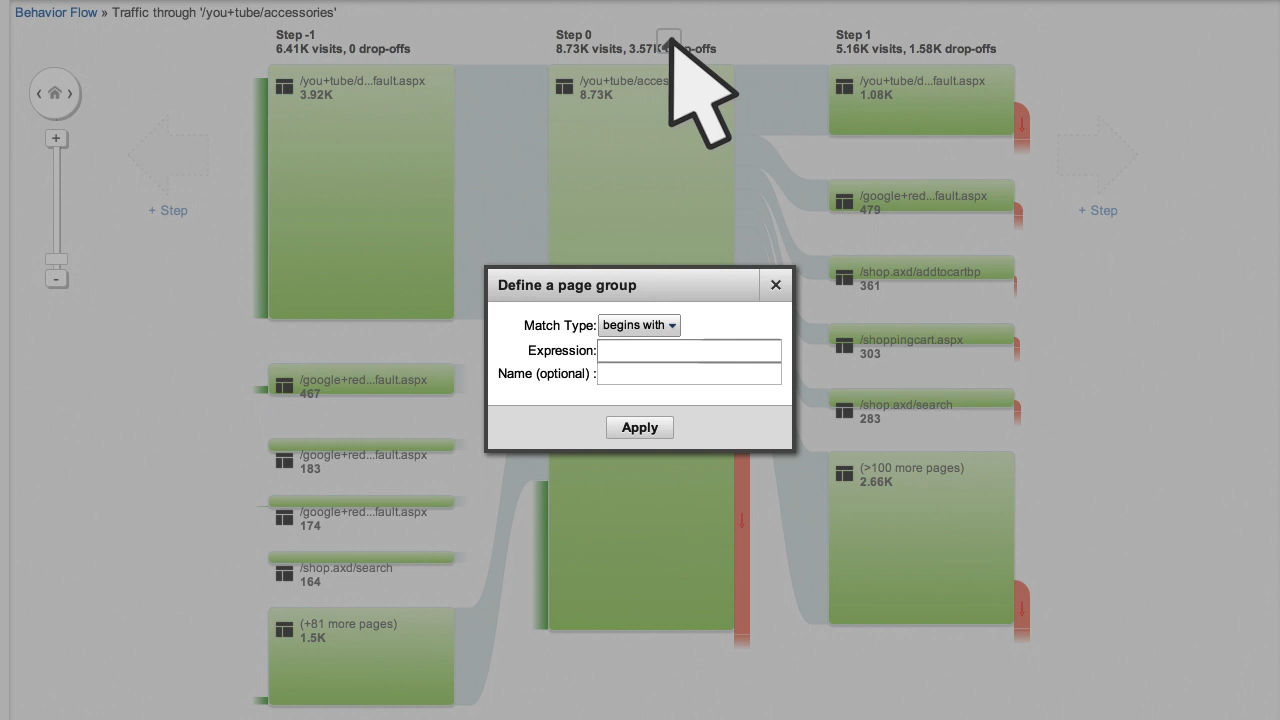 Behavior Flow » Traffic through '/you+tube/accessories'
Step -1
6.41K visits, 0 drop-offs
Step 0
8.73K visits, 3.57K drop-offs
Step 1
5.16K visits, 1.58K drop-offs
/you+tube/d...fault.aspx
3.92K
/you+tube/acces
8.73K
/you+tube/d...fault.aspx
1.08K
+ Step
+ Step
/google+red...fault.aspx
479
/shop.axd/addtocartbp
361
/shoppingcart.aspx
303
/shop.axd/search
283
(>100 more pages)
2.66K
/google+red...fault.aspx
467
/google+red...fault.aspx
183
/google+red...fault.aspx
174
/shop.axd/search
164
(+81 more pages)
1.5K
Define a page group
Match Type: begins with
Expression:
Name (optional) :
Apply